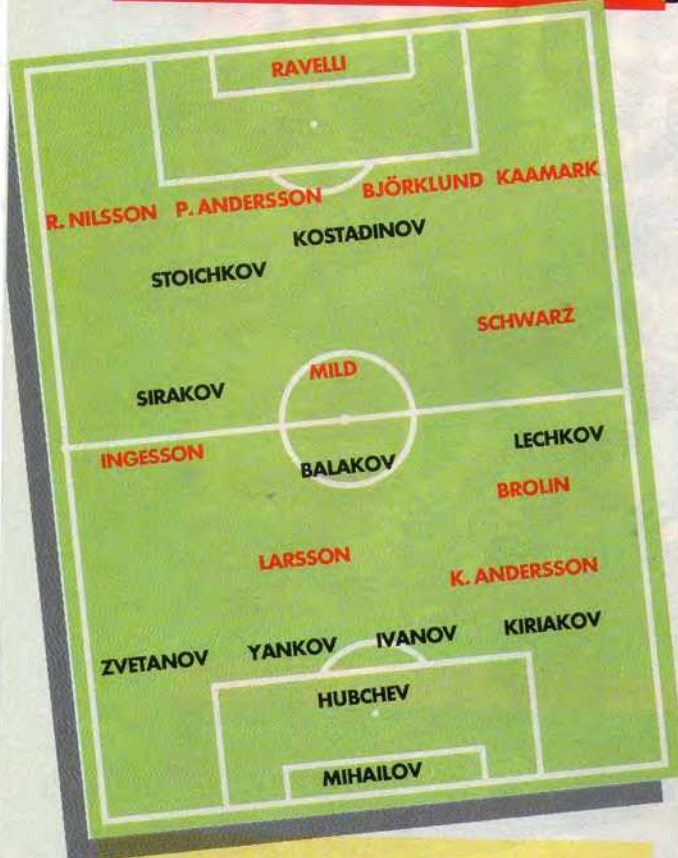 RAVELLI
R. NILSSON P. ANDERSSON BJÖRKLUND KAAMARK
KOSTADINOV
STOICHKOV
SCHWARZ
MILD
SIRAKOV
INGESSON
BALAKOV
LECHKOV
BROLIN
LARSSON
K. ANDERSSON
ZVETANOV YANKOV IVANOV KIRIAKOV
HUBCHEV
MIHAILOV